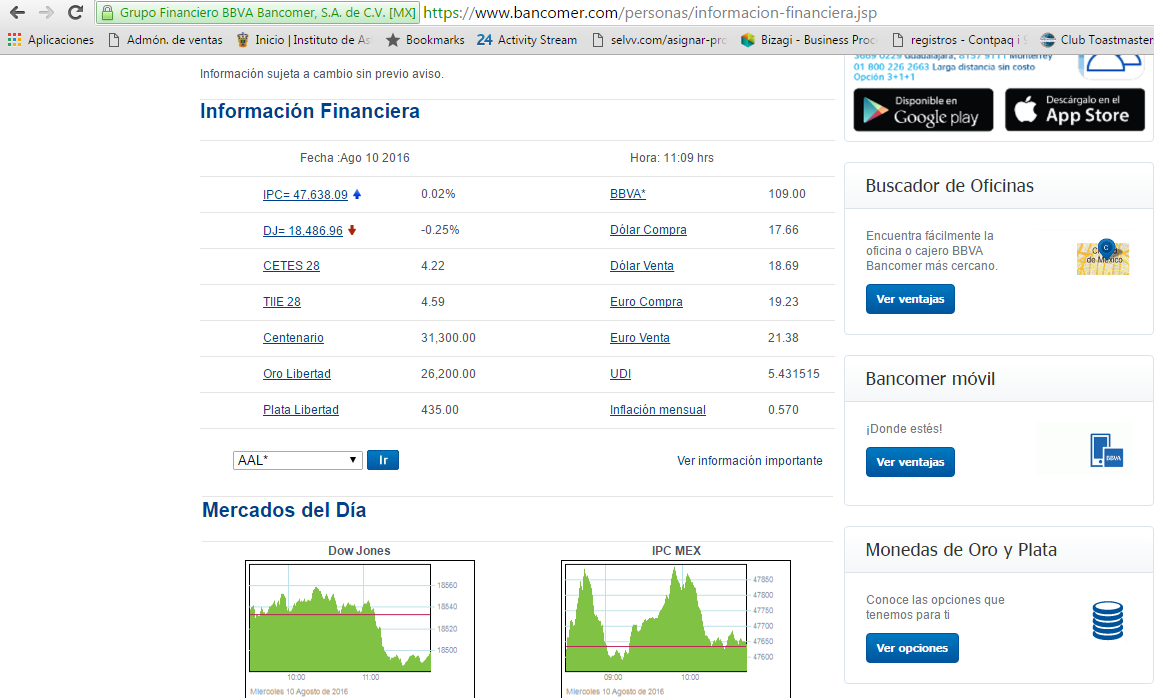 Grupo Financiero BBVA Bancomer, S.A. de C.V. [MX]
https://www.bancomer.com/personas/informacion-financiera.jsp
Aplicaciones
Admón. de ventas
Inicio | Instituto de As
Bookmarks
24 Activity Stream
selvv.com/asignar-pro
Bizagi - Business Proc
registros - Contpaq i
Club Toastmaster
Información sujeta a cambio sin previo aviso.
Información Financiera
Fecha :Ago 10 2016 Hora: 11:09 hrs
IPC= 47,638.09 0.02% BBVA* 109.00
DJ= 18,486.96 -0.25% Dólar Compra 17.66
CETES 28 4.22 Dólar Venta 18.69
TIIE 28 4.59 Euro Compra 19.23
Centenario 31,300.00 Euro Venta 21.38
Oro Libertad 26,200.00 UDI 5.431515
Plata Libertad 435.00 Inflación mensual 0.570
AAL* Ir Ver información importante
Mercados del Día
Dow Jones
18560
18540
18520
18500
10:00 11:00
Miercoles 10 Agosto de 2016
IPC MEX
47850
47800
47750
47700
47650
47600
09:00 10:00
Miercoles 10 Agosto de 2016
Guadalajara, Monterrey
01 800 226 2663 Larga distancia sin costo
Opción 3+1+1
Disponible en
Google play
Descárgalo en el
App Store
Buscador de Oficinas
Encuentra fácilmente la
oficina o cajero BBVA
Bancomer más cercano.
de México
Ver ventajas
Bancomer móvil
¡Donde estés!
BBVA
Ver ventajas
Monedas de Oro y Plata
Conoce las opciones que
tenemos para ti
Ver opciones